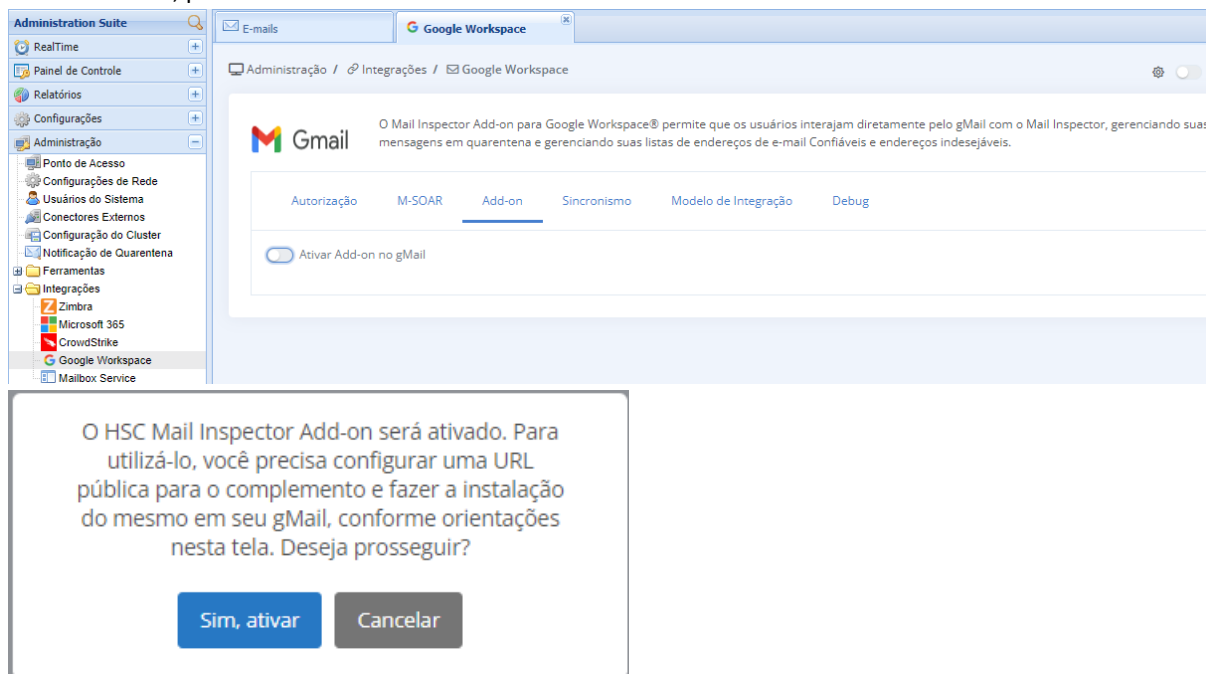 Administration Suite
RealTime
Painel de Controle
Relatórios
Configurações
Administração
Ponto de Acesso
Configurações de Rede
Usuários do Sistema
Conectores Externos
Configuração do Cluster
Notificação de Quarentena
Ferramentas
Integrações
Zimbra
Microsoft 365
CrowdStrike
Google Workspace
Mailbox Service
E-mails
Google Workspace
Administração / Integrações / Google Workspace
Gmail
O Mail Inspector Add-on para Google Workspace® permite que os usuários interajam diretamente pelo gMail com o Mail Inspector, gerenciando suas
mensagens em quarentena e gerenciando suas listas de endereços de e-mail Confiáveis e endereços indesejáveis.
Autorização M-SOAR Add-on Sincronismo Modelo de Integração Debug
Ativar Add-on no gMail
O HSC Mail Inspector Add-on será ativado. Para
utilizá-lo, você precisa configurar uma URL
pública para o complemento e fazer a instalação
do mesmo em seu gMail, conforme orientações
nesta tela. Deseja prosseguir?
Sim, ativar Cancelar